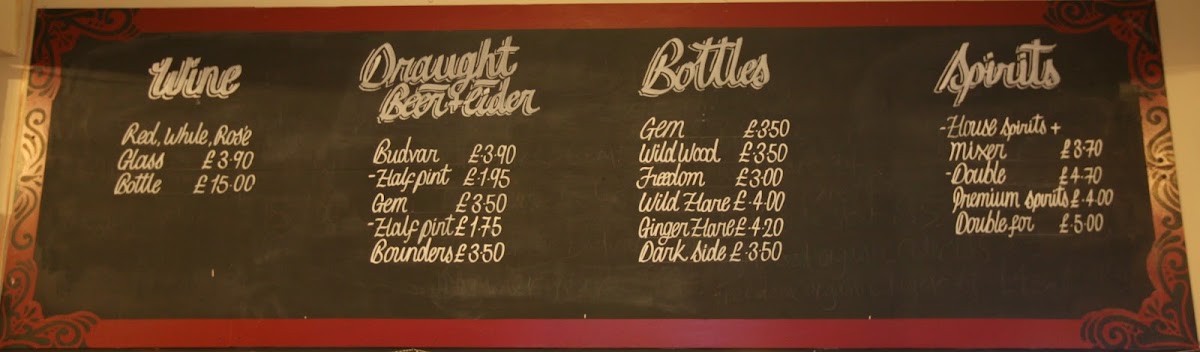 Wine
Red, White, Rosé
Glass £3·90
Bottle £15·00
Draught
Beer + Cider
Budvar £3·90
-Half pint £1·95
Gem £3·50
-Half pint £1·75
Bounders £3·50
Bottles
Gem £3·50
Wild Wood £3·50
Freedom £3·00
Wild Hare £·4·00
Ginger Hare £·4·20
Dark side £·3·50
Spirits
-House spirits +
Mixer £3·70
-Double £4·70
Premium spirits £·4·00
Double for £·5·00